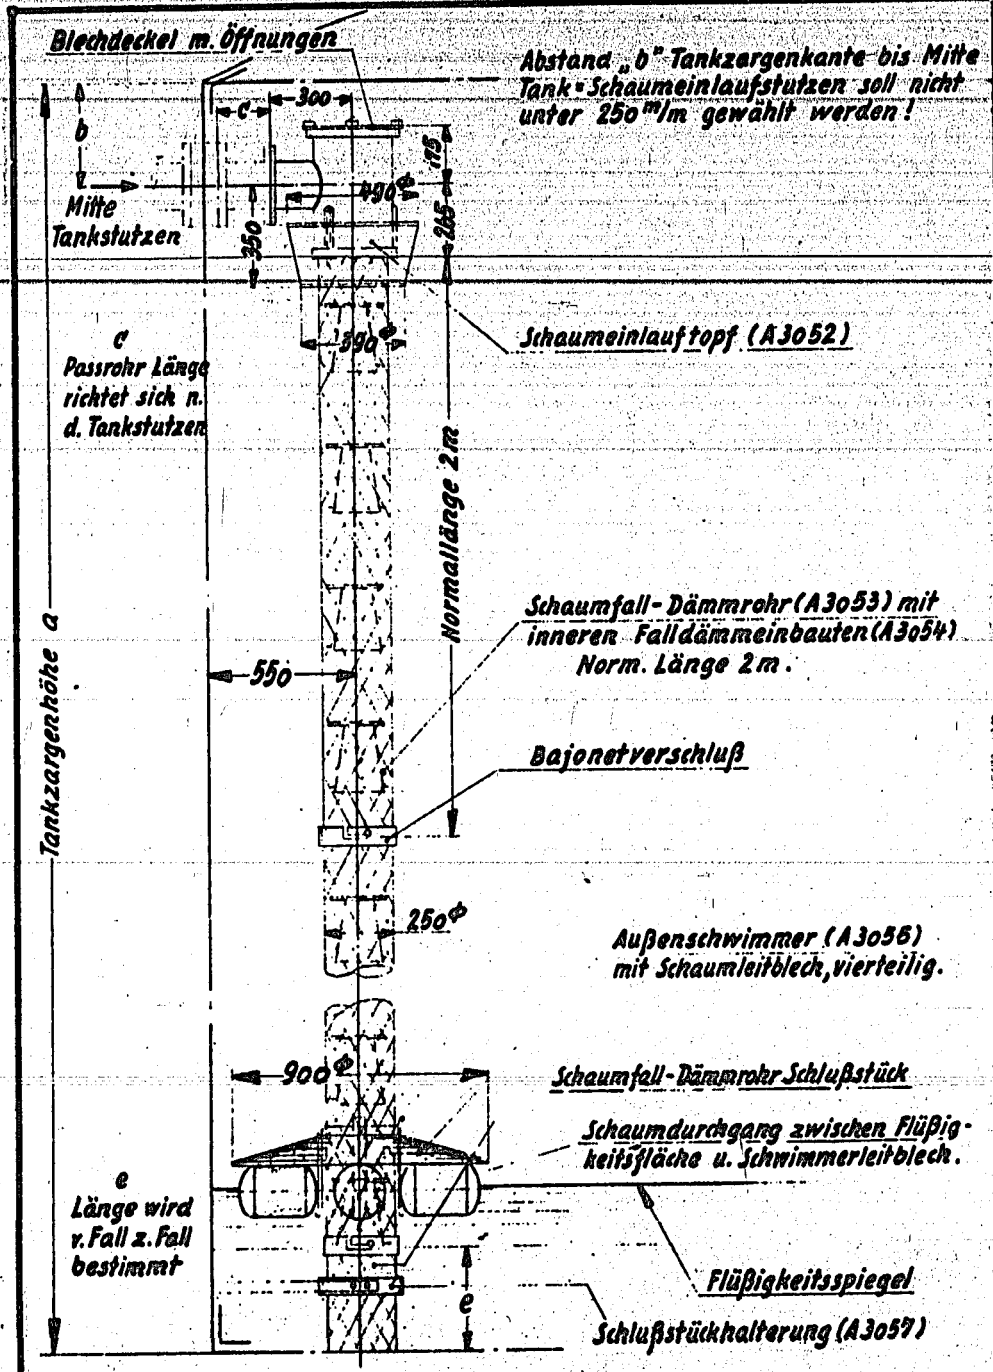 Blechdeckel m. Öffnungen
Abstand „b" Tankzargenkante bis Mitte
Tank=Schaumeinlaufstutzen soll nicht
unter 250 m/m gewählt werden!
b
c
300
175
490 ϕ
Mitte
Tankstutzen
350
265
390 ϕ
Schaumeinlauftopf (A3052)
c
Passrohr Länge
richtet sich n.
d. Tankstutzen
Normallänge 2m
Tankzargenhöhe a
Schaumfall-Dämmrohr (A3053) mit
inneren Falldämmeinbauten (A3054)
Norm. Länge 2m.
550
Bajonetverschluß
250 ϕ
Außenschwimmer (A3056)
mit Schaumleitblech, vierteilig.
900 ϕ
Schaumfall-Dämmrohr Schlußstück
Schaumdurchgang zwischen Flüßig-
keitsfläche u. Schwimmerleitblech.
e
Länge wird
v. Fall z. Fall
bestimmt
e
Flüßigkeitsspiegel
Schlußstückhalterung (A3057)